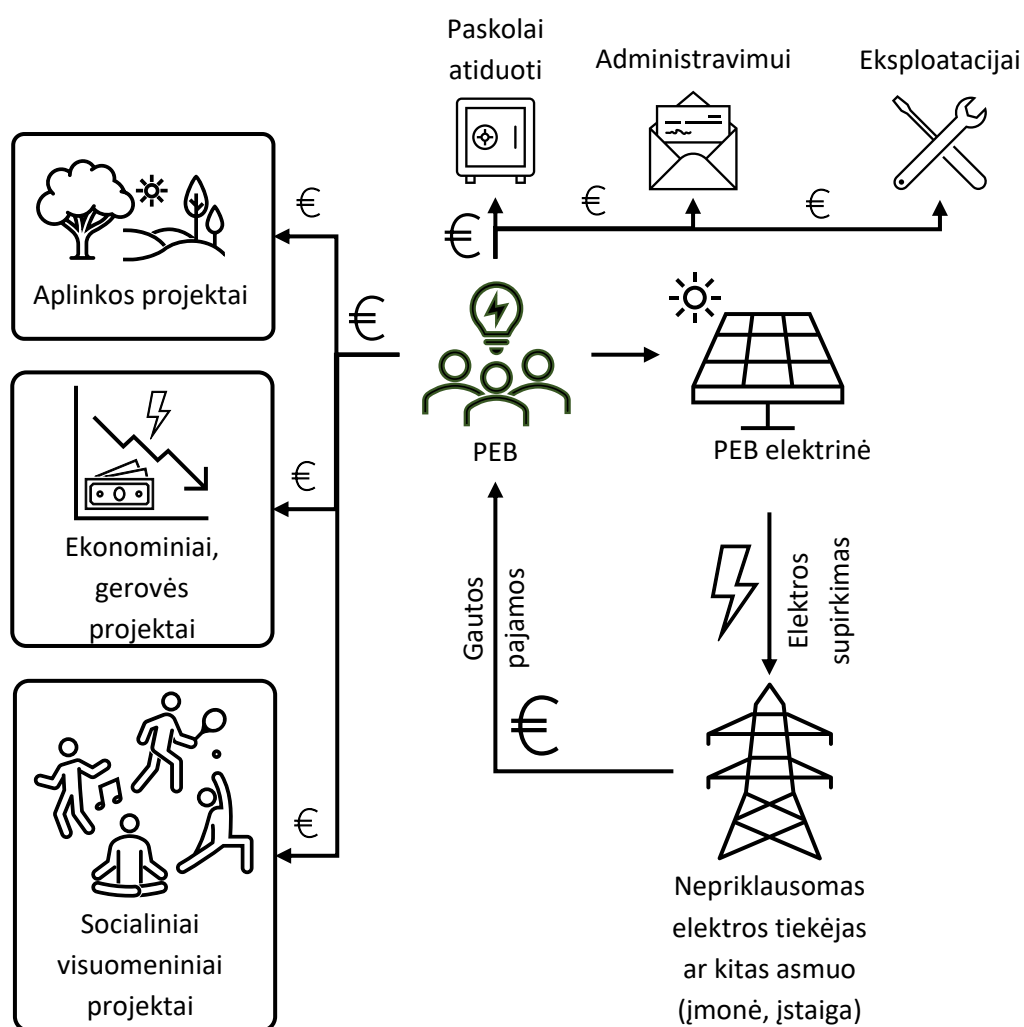 Paskolai
atiduoti
Administravimui
Eksploatacijai
€
€
€
€
€
Aplinkos projektai
PEB
PEB elektrinė
€
Ekonominiai,
gerovės
projektai
Gautos
pajamos
Elektros
supirkimas
€
€
Socialiniai
visuomeniniai
projektai
Nepriklausomas
elektros tiekėjas
ar kitas asmuo
(įmonė, įstaiga)